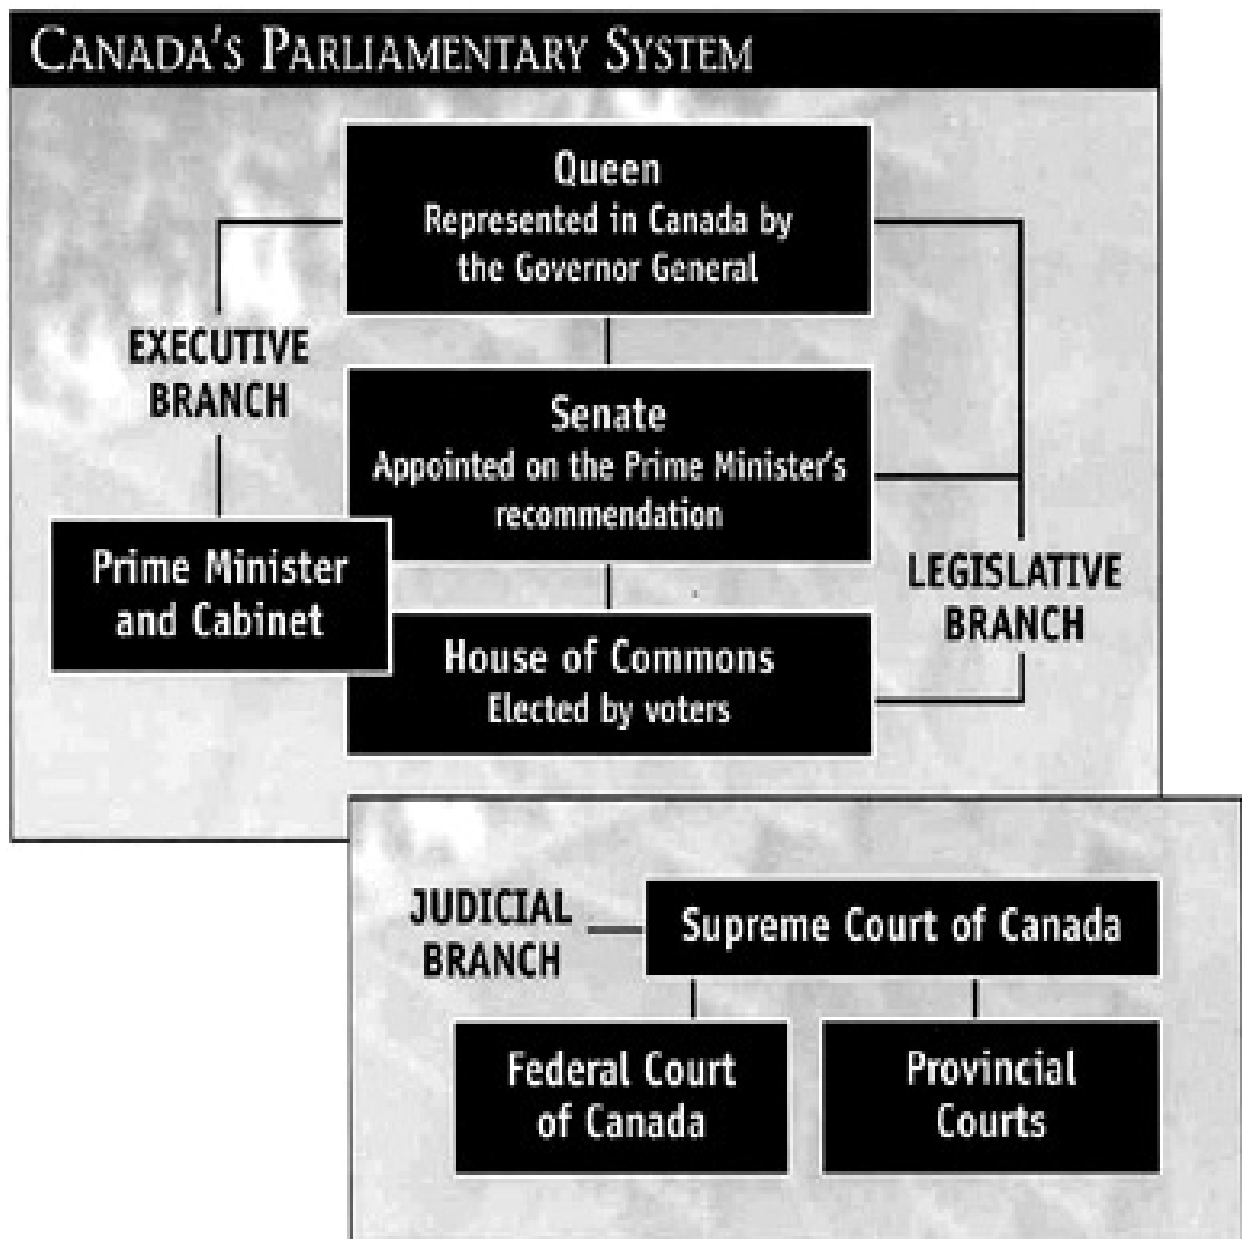 CANADA'S PARLIAMENTARY SYSTEM
Queen
Represented in Canada by
the Governor General
EXECUTIVE
BRANCH
Senate
Appointed on the Prime Minister's
recommendation
Prime Minister
and Cabinet
LEGISLATIVE
BRANCH
House of Commons
Elected by voters
JUDICIAL
BRANCH
Supreme Court of Canada
Federal Court
of Canada
Provincial
Courts